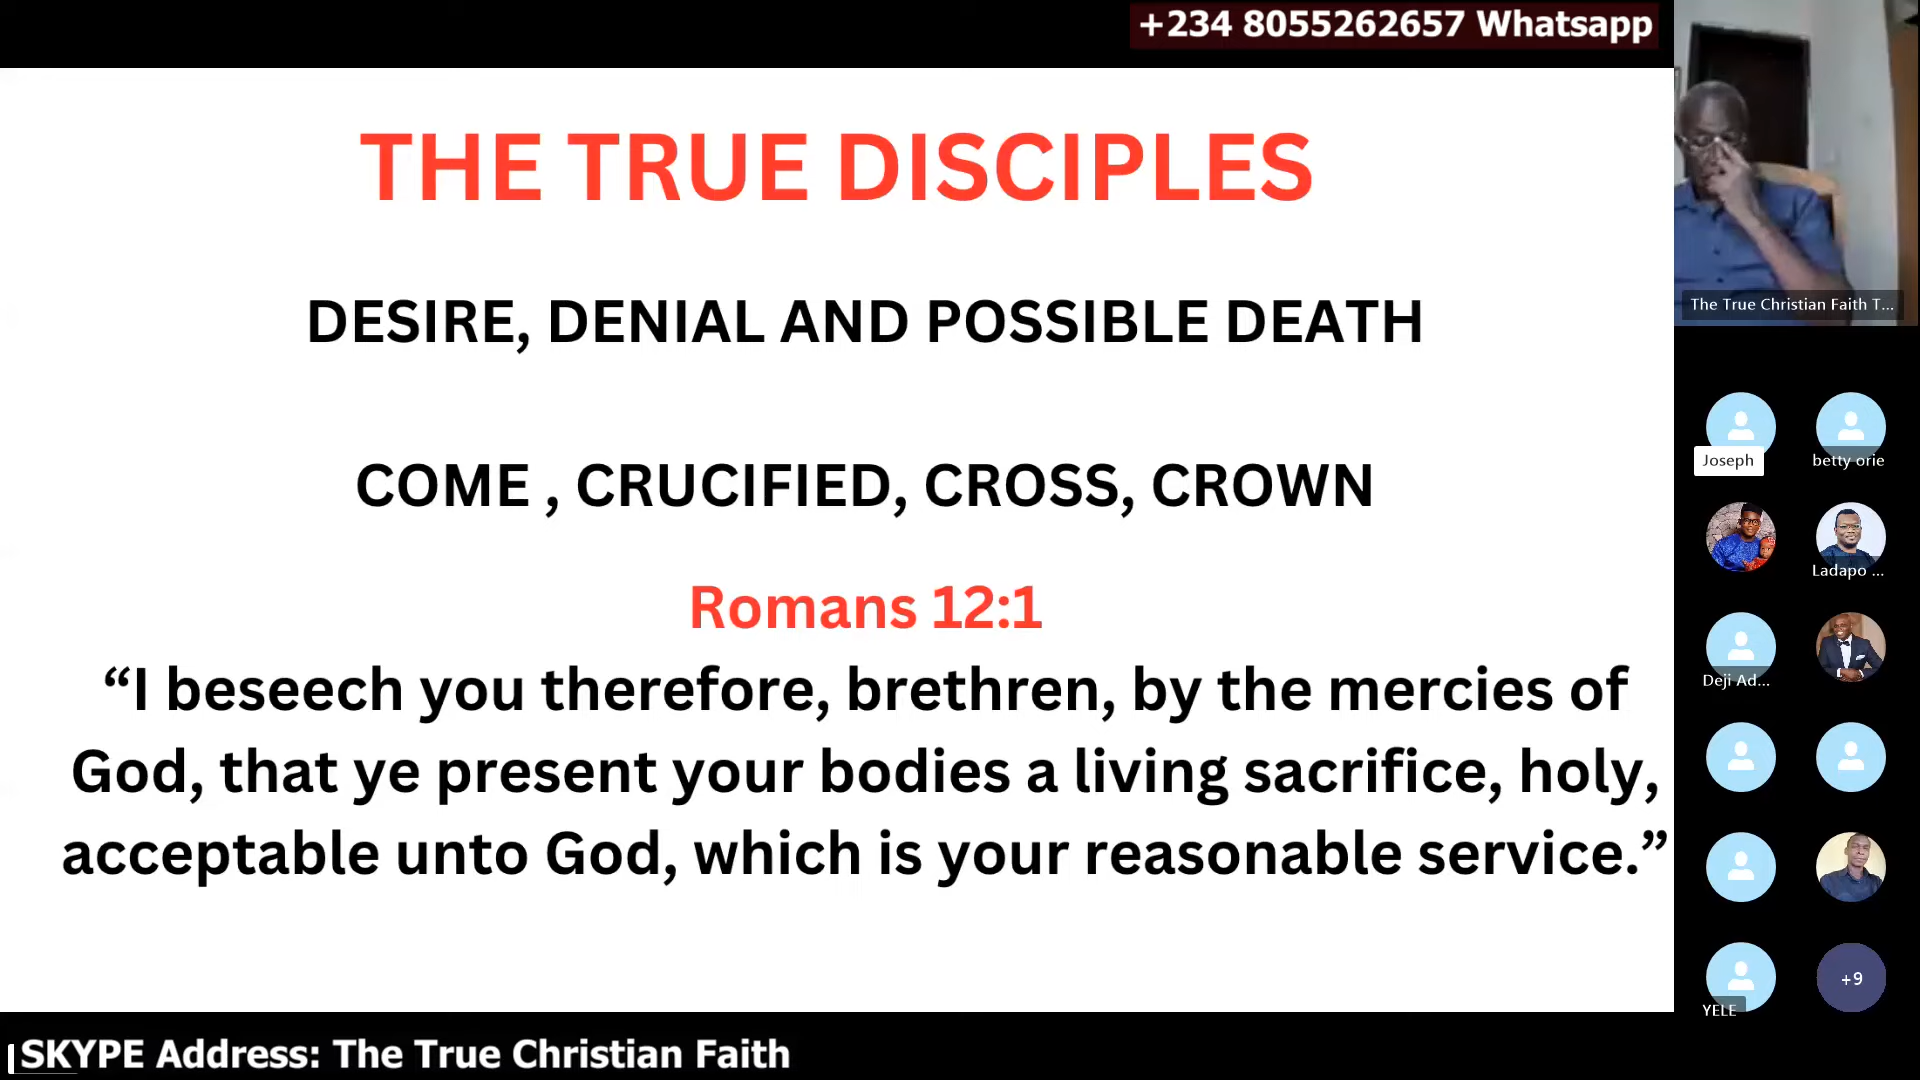 +234 8055262657 Whatsapp
THE TRUE DISCIPLES
DESIRE, DENIAL AND POSSIBLE DEATH
COME , CRUCIFIED, CROSS, CROWN
Romans 12:1
“I beseech you therefore, brethren, by the mercies of
God, that ye present your bodies a living sacrifice, holy,
acceptable unto God, which is your reasonable service.”
The True Christian Faith T...
Joseph
betty orie
Ladapo ...
Deji Ad...
YELE
+9
SKYPE Address: The True Christian Faith